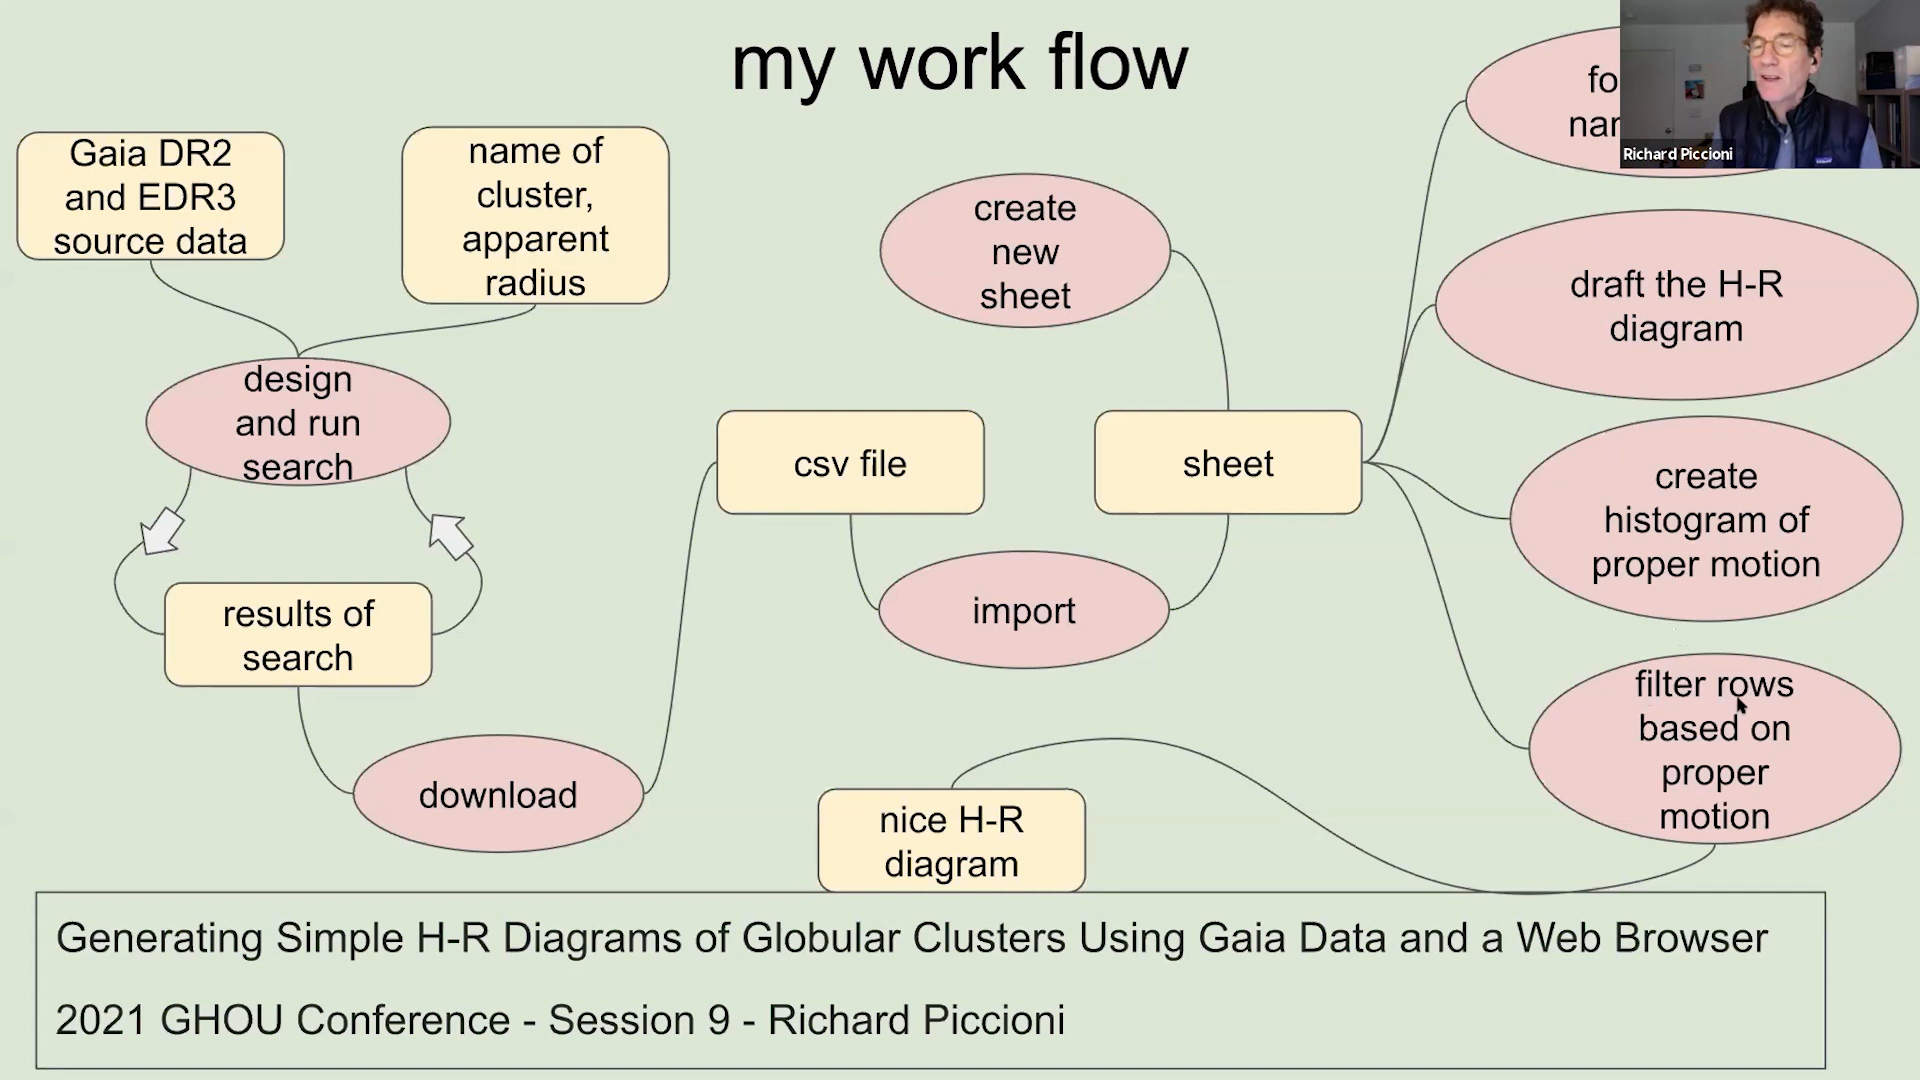 my work flow
Gaia DR2
and EDR3
source data
name of
cluster,
apparent
radius
design
and run
search
results of
search
download
csv file
create
new
sheet
import
sheet
draft the H-R
diagram
create
histogram of
proper motion
filter rows
based on
proper
motion
nice H-R
diagram
Richard Piccioni
Generating Simple H-R Diagrams of Globular Clusters Using Gaia Data and a Web Browser
2021 GHOU Conference - Session 9 - Richard Piccioni